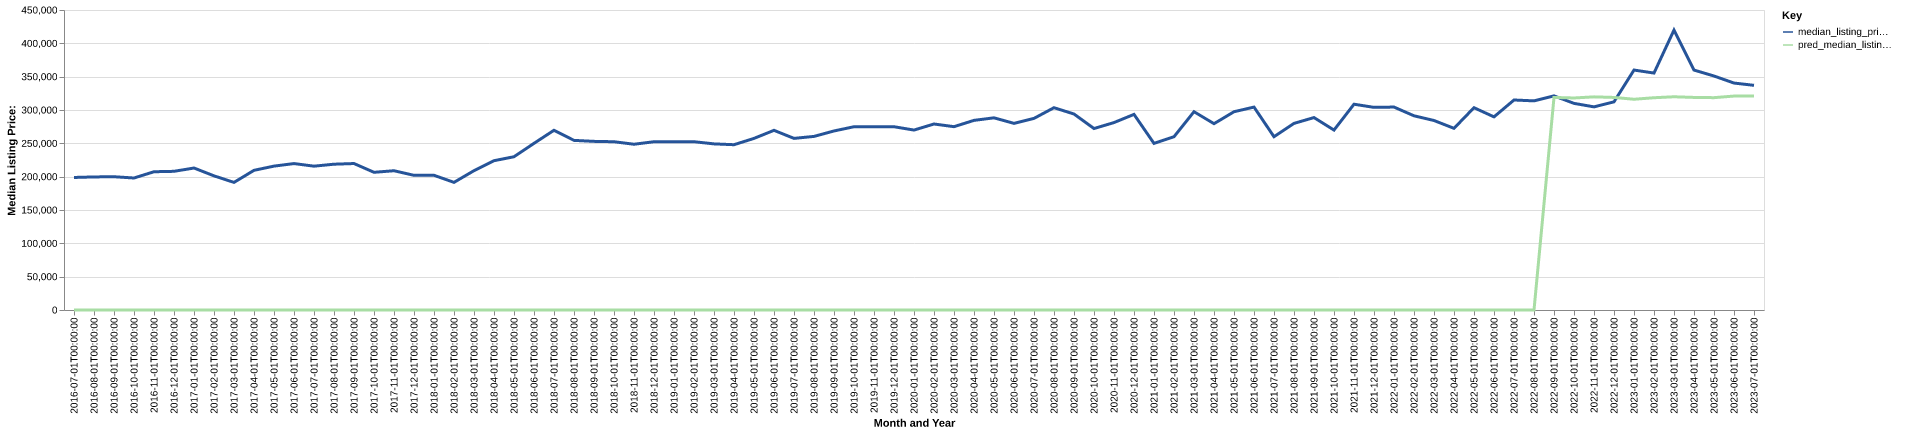 450,000
400,000
350,000
300,000
250,000
200,000
150,000
100,000
50,000
0
Median Listing Price:
2016-07-01T00:00:00
2016-08-01T00:00:00
2016-09-01T00:00:00
2016-10-01T00:00:00
2016-11-01T00:00:00
2016-12-01T00:00:00
2017-01-01T00:00:00
2017-02-01T00:00:00
2017-03-01T00:00:00
2017-04-01T00:00:00
2017-05-01T00:00:00
2017-06-01T00:00:00
2017-07-01T00:00:00
2017-08-01T00:00:00
2017-09-01T00:00:00
2017-10-01T00:00:00
2017-11-01T00:00:00
2017-12-01T00:00:00
2018-01-01T00:00:00
2018-02-01T00:00:00
2018-03-01T00:00:00
2018-04-01T00:00:00
2018-05-01T00:00:00
2018-06-01T00:00:00
2018-07-01T00:00:00
2018-08-01T00:00:00
2018-09-01T00:00:00
2018-10-01T00:00:00
2018-11-01T00:00:00
2018-12-01T00:00:00
2019-01-01T00:00:00
2019-02-01T00:00:00
2019-03-01T00:00:00
2019-04-01T00:00:00
2019-05-01T00:00:00
2019-06-01T00:00:00
2019-07-01T00:00:00
2019-08-01T00:00:00
2019-09-01T00:00:00
2019-10-01T00:00:00
2019-11-01T00:00:00
2019-12-01T00:00:00
2020-01-01T00:00:00
2020-02-01T00:00:00
2020-03-01T00:00:00
2020-04-01T00:00:00
2020-05-01T00:00:00
2020-06-01T00:00:00
2020-07-01T00:00:00
2020-08-01T00:00:00
2020-09-01T00:00:00
2020-10-01T00:00:00
2020-11-01T00:00:00
2020-12-01T00:00:00
2021-01-01T00:00:00
2021-02-01T00:00:00
2021-03-01T00:00:00
2021-04-01T00:00:00
2021-05-01T00:00:00
2021-06-01T00:00:00
2021-07-01T00:00:00
2021-08-01T00:00:00
2021-09-01T00:00:00
2021-10-01T00:00:00
2021-11-01T00:00:00
2021-12-01T00:00:00
2022-01-01T00:00:00
2022-02-01T00:00:00
2022-03-01T00:00:00
2022-04-01T00:00:00
2022-05-01T00:00:00
2022-06-01T00:00:00
2022-07-01T00:00:00
2022-08-01T00:00:00
2022-09-01T00:00:00
2022-10-01T00:00:00
2022-11-01T00:00:00
2022-12-01T00:00:00
2023-01-01T00:00:00
2023-02-01T00:00:00
2023-03-01T00:00:00
2023-04-01T00:00:00
2023-05-01T00:00:00
2023-06-01T00:00:00
2023-07-01T00:00:00
Month and Year
Key
median_listing_pri…
pred_median_listin…